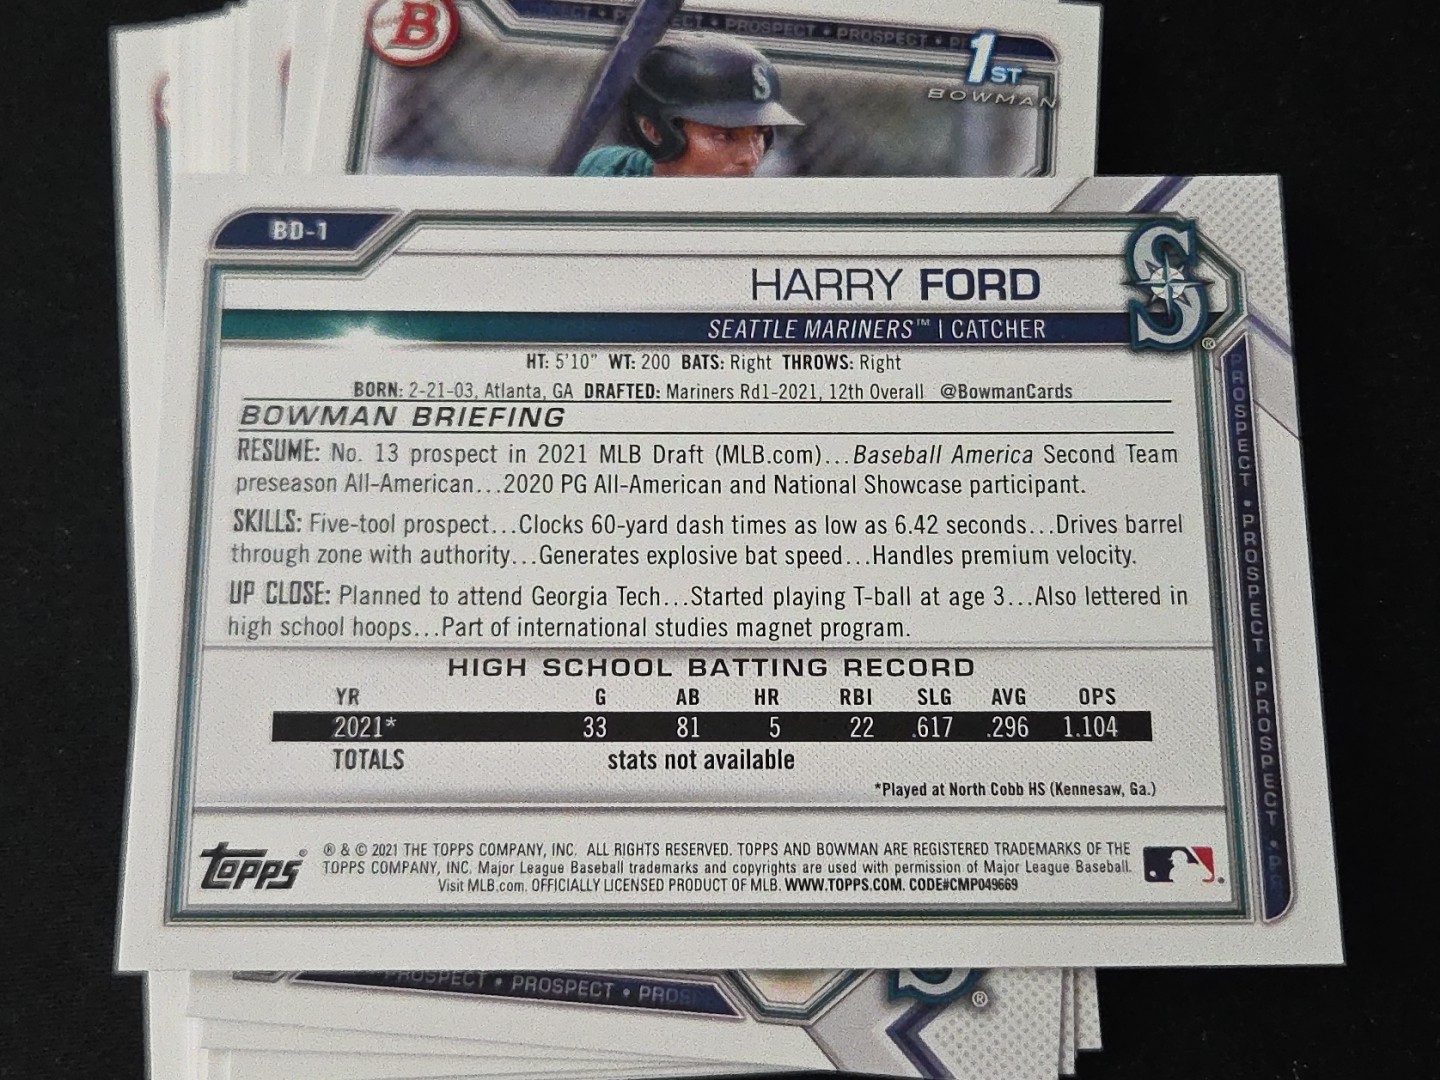 B
PROSPECT • PROSPECT • PROSPECT
1ST
BOWMAN
BD-1
HARRY FORD
SEATTLE MARINERS™ | CATCHER
S
®
HT: 5'10" WT: 200 BATS: Right THROWS: Right
BORN: 2-21-03, Atlanta, GA DRAFTED: Mariners Rd1-2021, 12th Overall @BowmanCards
BOWMAN BRIEFING
RESUME: No. 13 prospect in 2021 MLB Draft (MLB.com)...Baseball America Second Team
preseason All-American...2020 PG All-American and National Showcase participant.
SKILLS: Five-tool prospect...Clocks 60-yard dash times as low as 6.42 seconds...Drives barrel
through zone with authority...Generates explosive bat speed...Handles premium velocity.
UP CLOSE: Planned to attend Georgia Tech...Started playing T-ball at age 3...Also lettered in
high school hoops...Part of international studies magnet program.
HIGH SCHOOL BATTING RECORD
YR G AB HR RBI SLG AVG OPS
2021* 33 81 5 22 .617 .296 1.104
TOTALS stats not available
*Played at North Cobb HS (Kennesaw, Ga.)
PROSPECT • PROSPECT • PROSPECT
topps®
® & © 2021 THE TOPPS COMPANY, INC. ALL RIGHTS RESERVED. TOPPS AND BOWMAN ARE REGISTERED TRADEMARKS OF THE
TOPPS COMPANY, INC. Major League Baseball trademarks and copyrights are used with permission of Major League Baseball.
Visit MLB.com. OFFICIALLY LICENSED PRODUCT OF MLB. WWW.TOPPS.COM. CODE#CMP049669
PROSPECT • PROSPECT • PROS
®